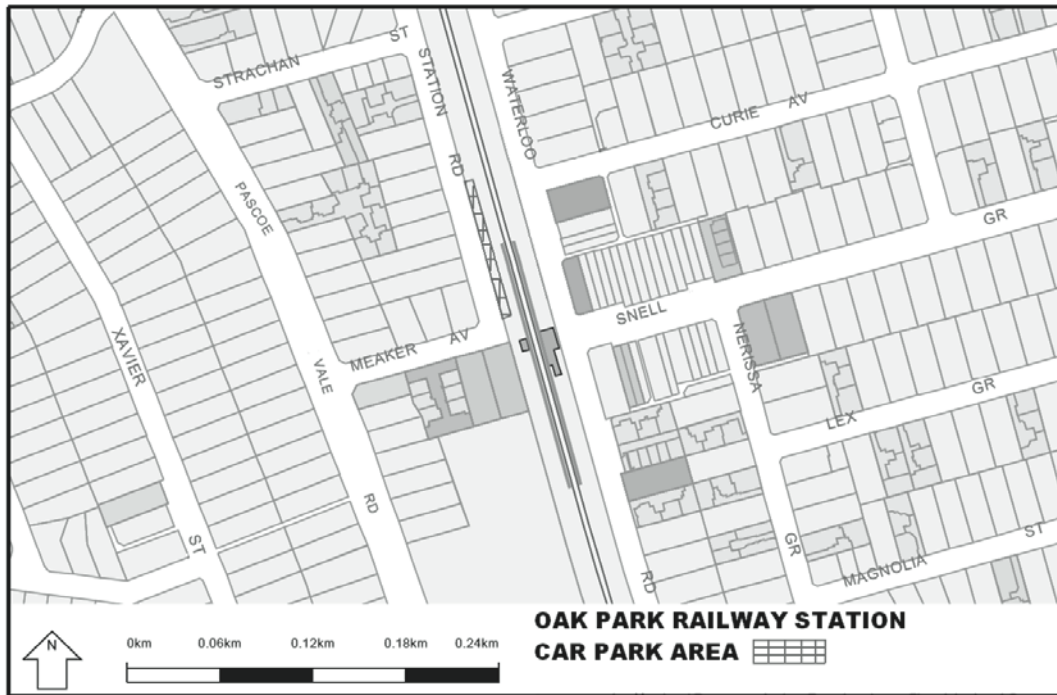 STRACHAN ST
STATION RD
WATERLOO RD
CURIE AV
PASCOE VALE RD
SNELL GR
MEAKER AV
NERISSA GR
XAVIER ST
LEX GR
MAGNOLIA ST
N
0km 0.06km 0.12km 0.18km 0.24km
OAK PARK RAILWAY STATION
CAR PARK AREA